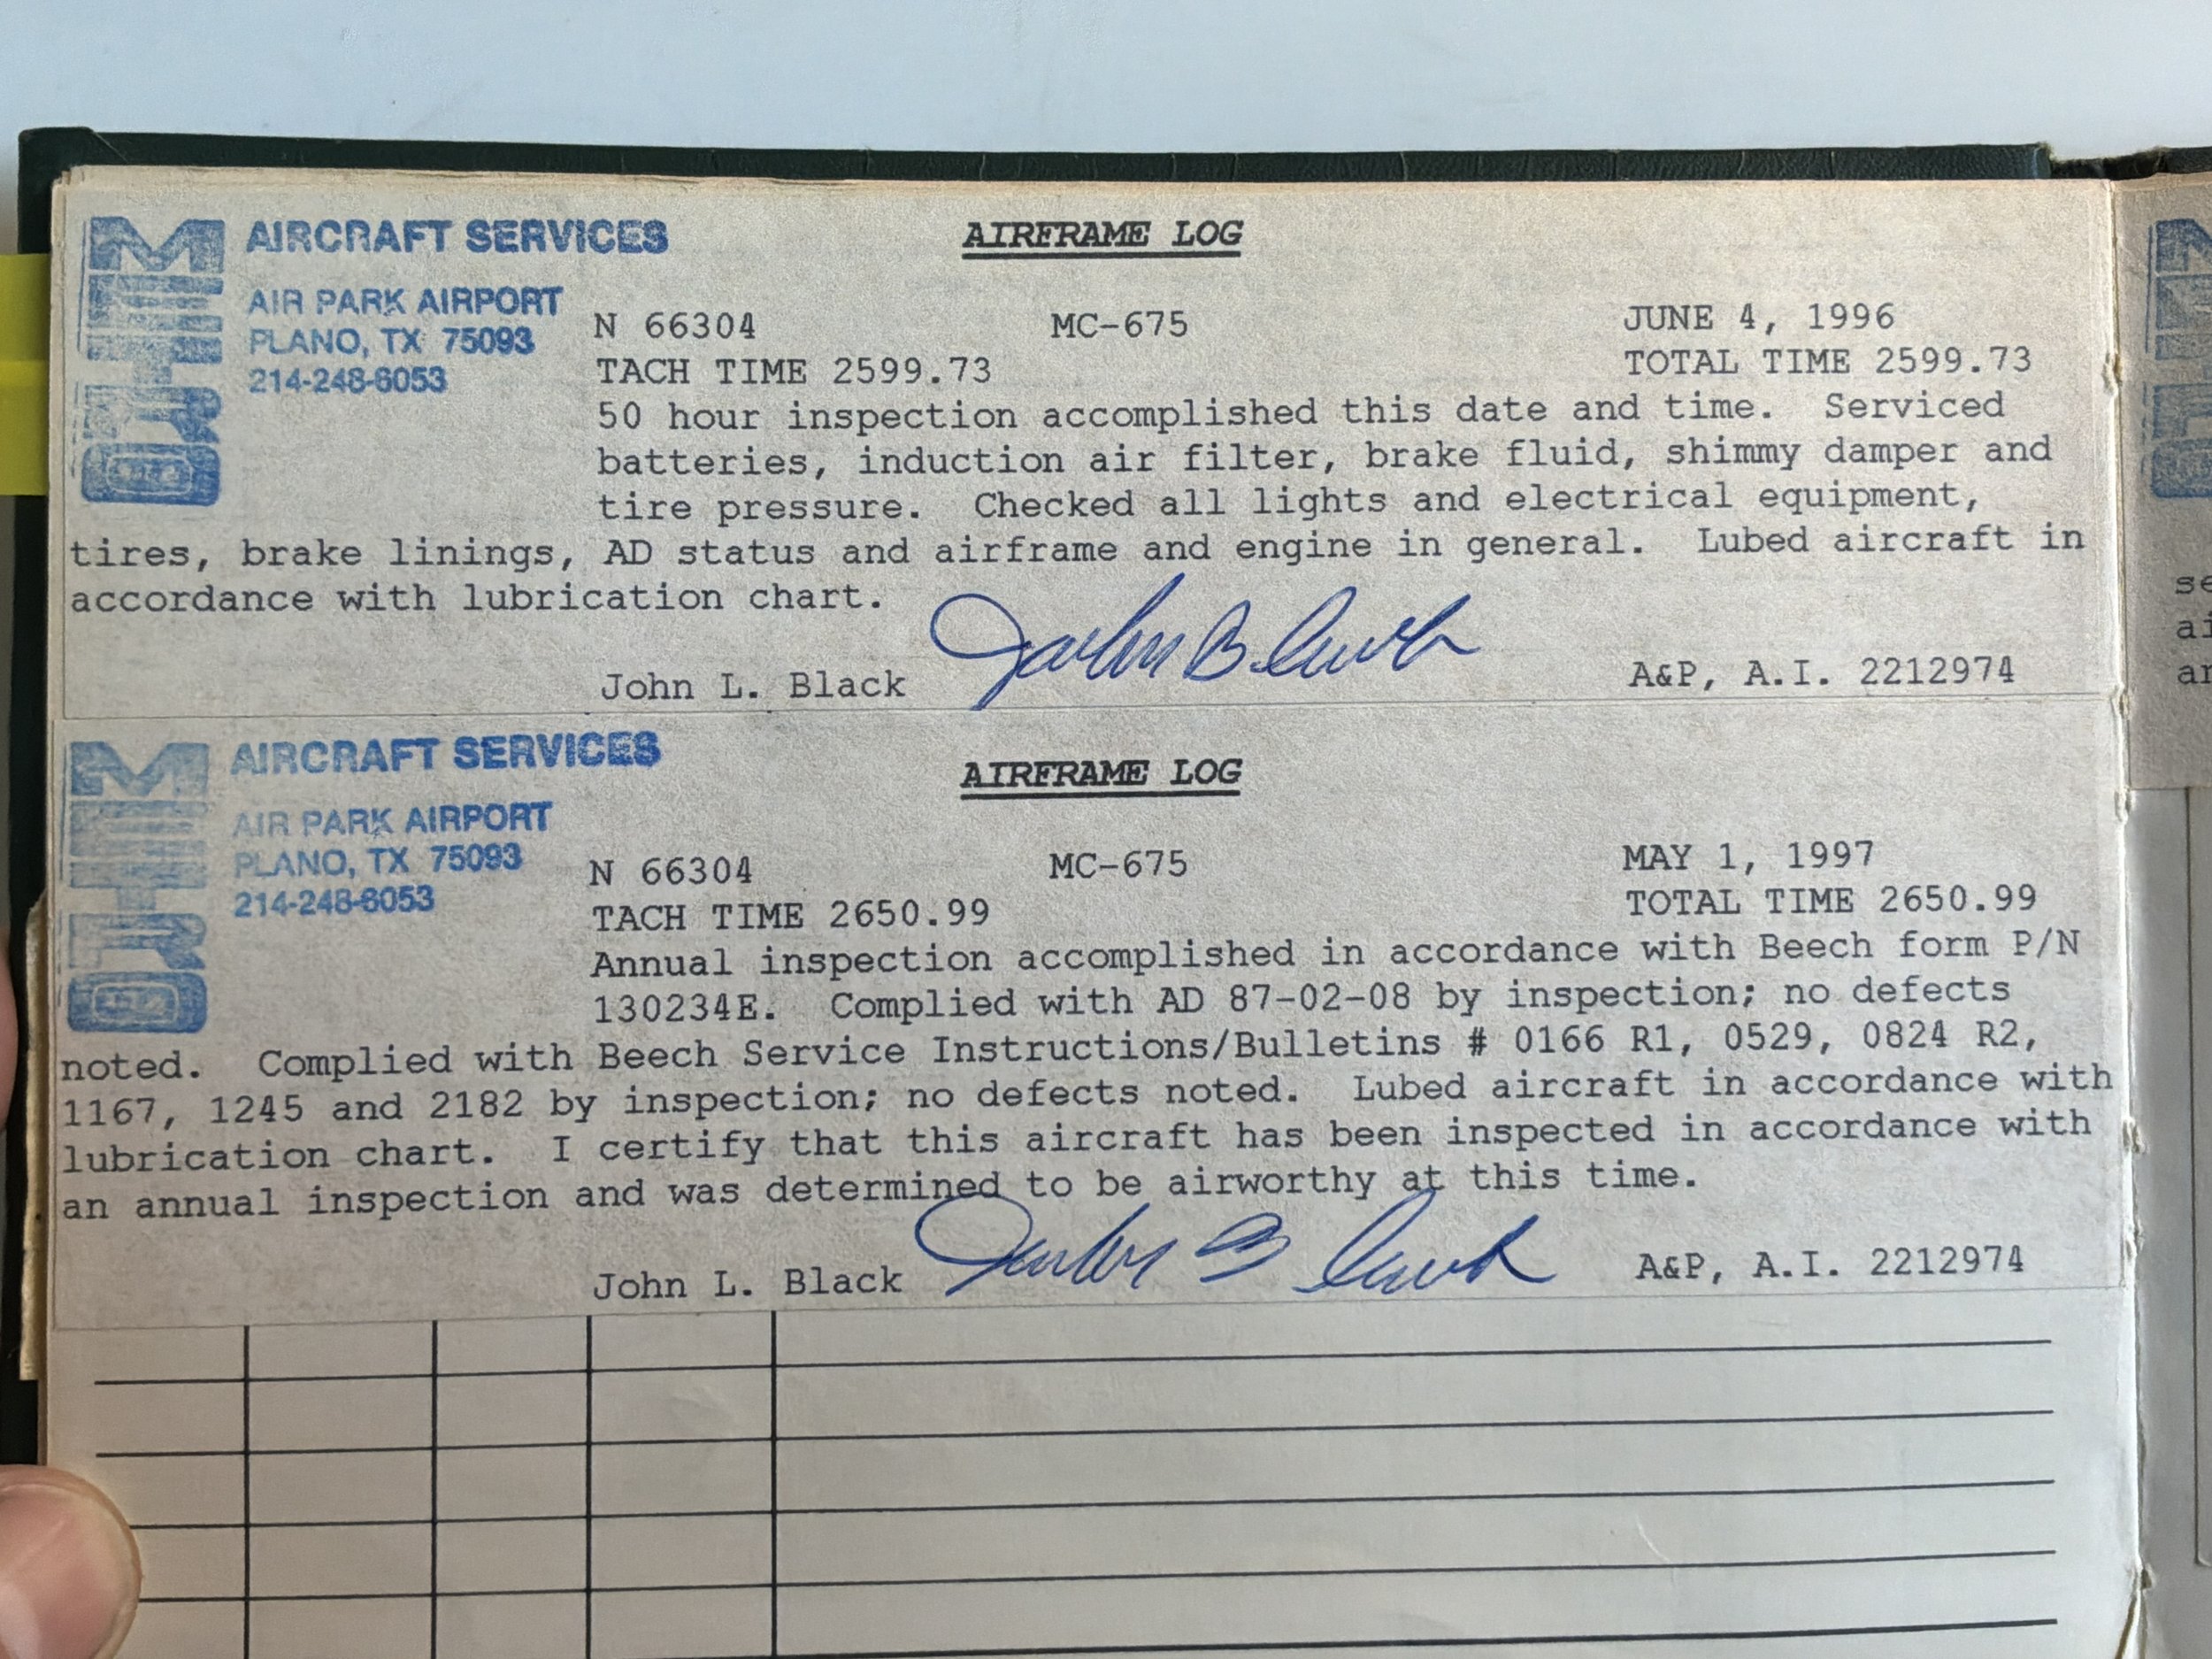 METRO
AIRCRAFT SERVICES
AIRFRAME LOG
AIR PARK AIRPORT
PLANO, TX 75093
214-248-6053
N 66304 MC-675 JUNE 4, 1996
TACH TIME 2599.73 TOTAL TIME 2599.73
50 hour inspection accomplished this date and time. Serviced
batteries, induction air filter, brake fluid, shimmy damper and
tire pressure. Checked all lights and electrical equipment,
tires, brake linings, AD status and airframe and engine in general. Lubed aircraft in
accordance with lubrication chart.
John L. Black A&P, A.I. 2212974
METRO
AIRCRAFT SERVICES
AIRFRAME LOG
AIR PARK AIRPORT
PLANO, TX 75093
214-248-6053
N 66304 MC-675 MAY 1, 1997
TACH TIME 2650.99 TOTAL TIME 2650.99
Annual inspection accomplished in accordance with Beech form P/N
130234E. Complied with AD 87-02-08 by inspection; no defects
noted. Complied with Beech Service Instructions/Bulletins # 0166 R1, 0529, 0824 R2,
1167, 1245 and 2182 by inspection; no defects noted. Lubed aircraft in accordance with
lubrication chart. I certify that this aircraft has been inspected in accordance with
an annual inspection and was determined to be airworthy at this time.
John L. Black A&P, A.I. 2212974